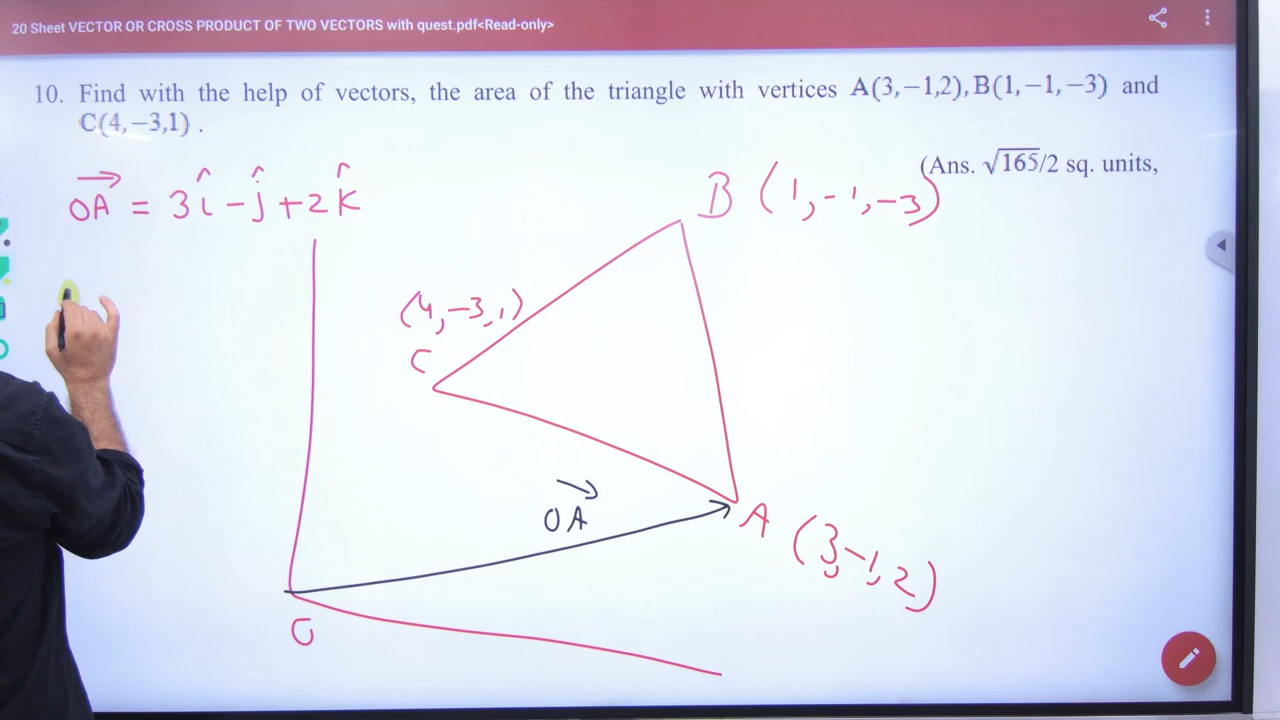 20 Sheet VECTOR OR CROSS PRODUCT OF TWO VECTORS with quest.pdf<Read-only>
10. Find with the help of vectors, the area of the triangle with vertices A(3,−1,2), B(1,−1,−3) and
C(4,−3,1) .
(Ans. √165/2 sq. units,
→OA = 3î − ĵ + 2k̂
B (1, −1, −3)
(4, −3, 1)
C
→OA
A (3, −1, 2)
O